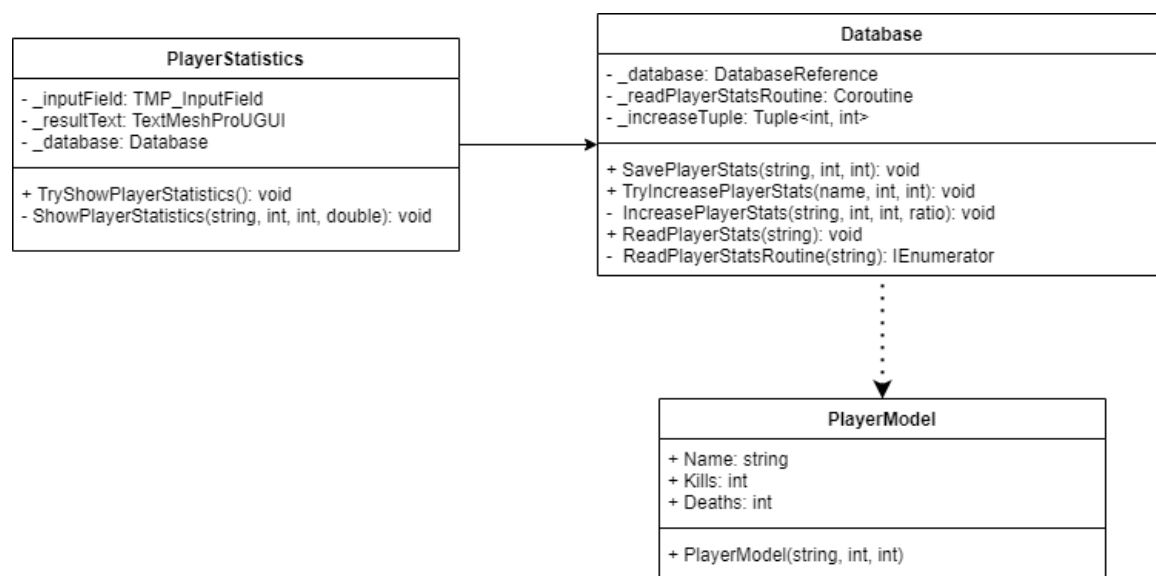 PlayerStatistics
- _inputField: TMP_InputField
- _resultText: TextMeshProUGUI
- _database: Database
+ TryShowPlayerStatistics(): void
- ShowPlayerStatistics(string, int, int, double): void
Database
- _database: DatabaseReference
- _readPlayerStatsRoutine: Coroutine
- _increaseTuple: Tuple<int, int>
+ SavePlayerStats(string, int, int): void
+ TryIncreasePlayerStats(name, int, int): void
- IncreasePlayerStats(string, int, int, ratio): void
+ ReadPlayerStats(string): void
- ReadPlayerStatsRoutine(string): IEnumerator
PlayerModel
+ Name: string
+ Kills: int
+ Deaths: int
+ PlayerModel(string, int, int)